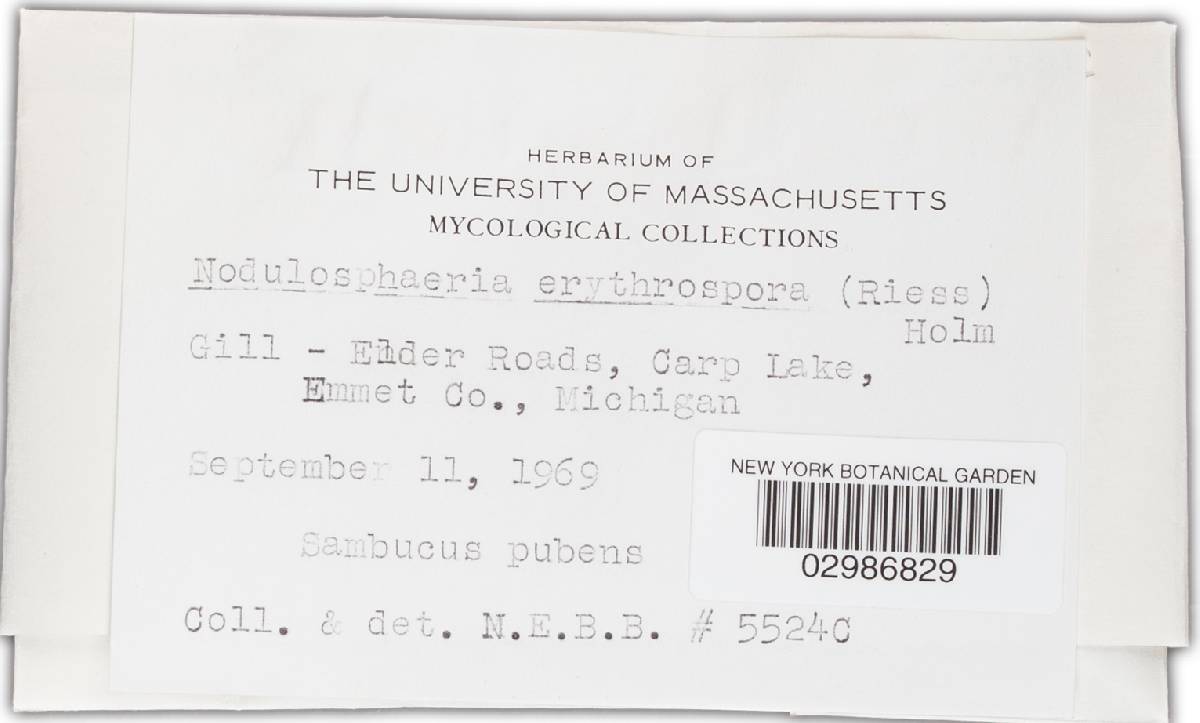 HERBARIUM OF
THE UNIVERSITY OF MASSACHUSETTS
MYCOLOGICAL COLLECTIONS
Nodulosphaeria erythrospora (Riess)
Holm
Gill - Elder Roads, Carp Lake,
Emmet Co., Michigan
September 11, 1969
Sambucus pubens
Coll. & det. N.E.B.B. # 5524C
NEW YORK BOTANICAL GARDEN
02986829